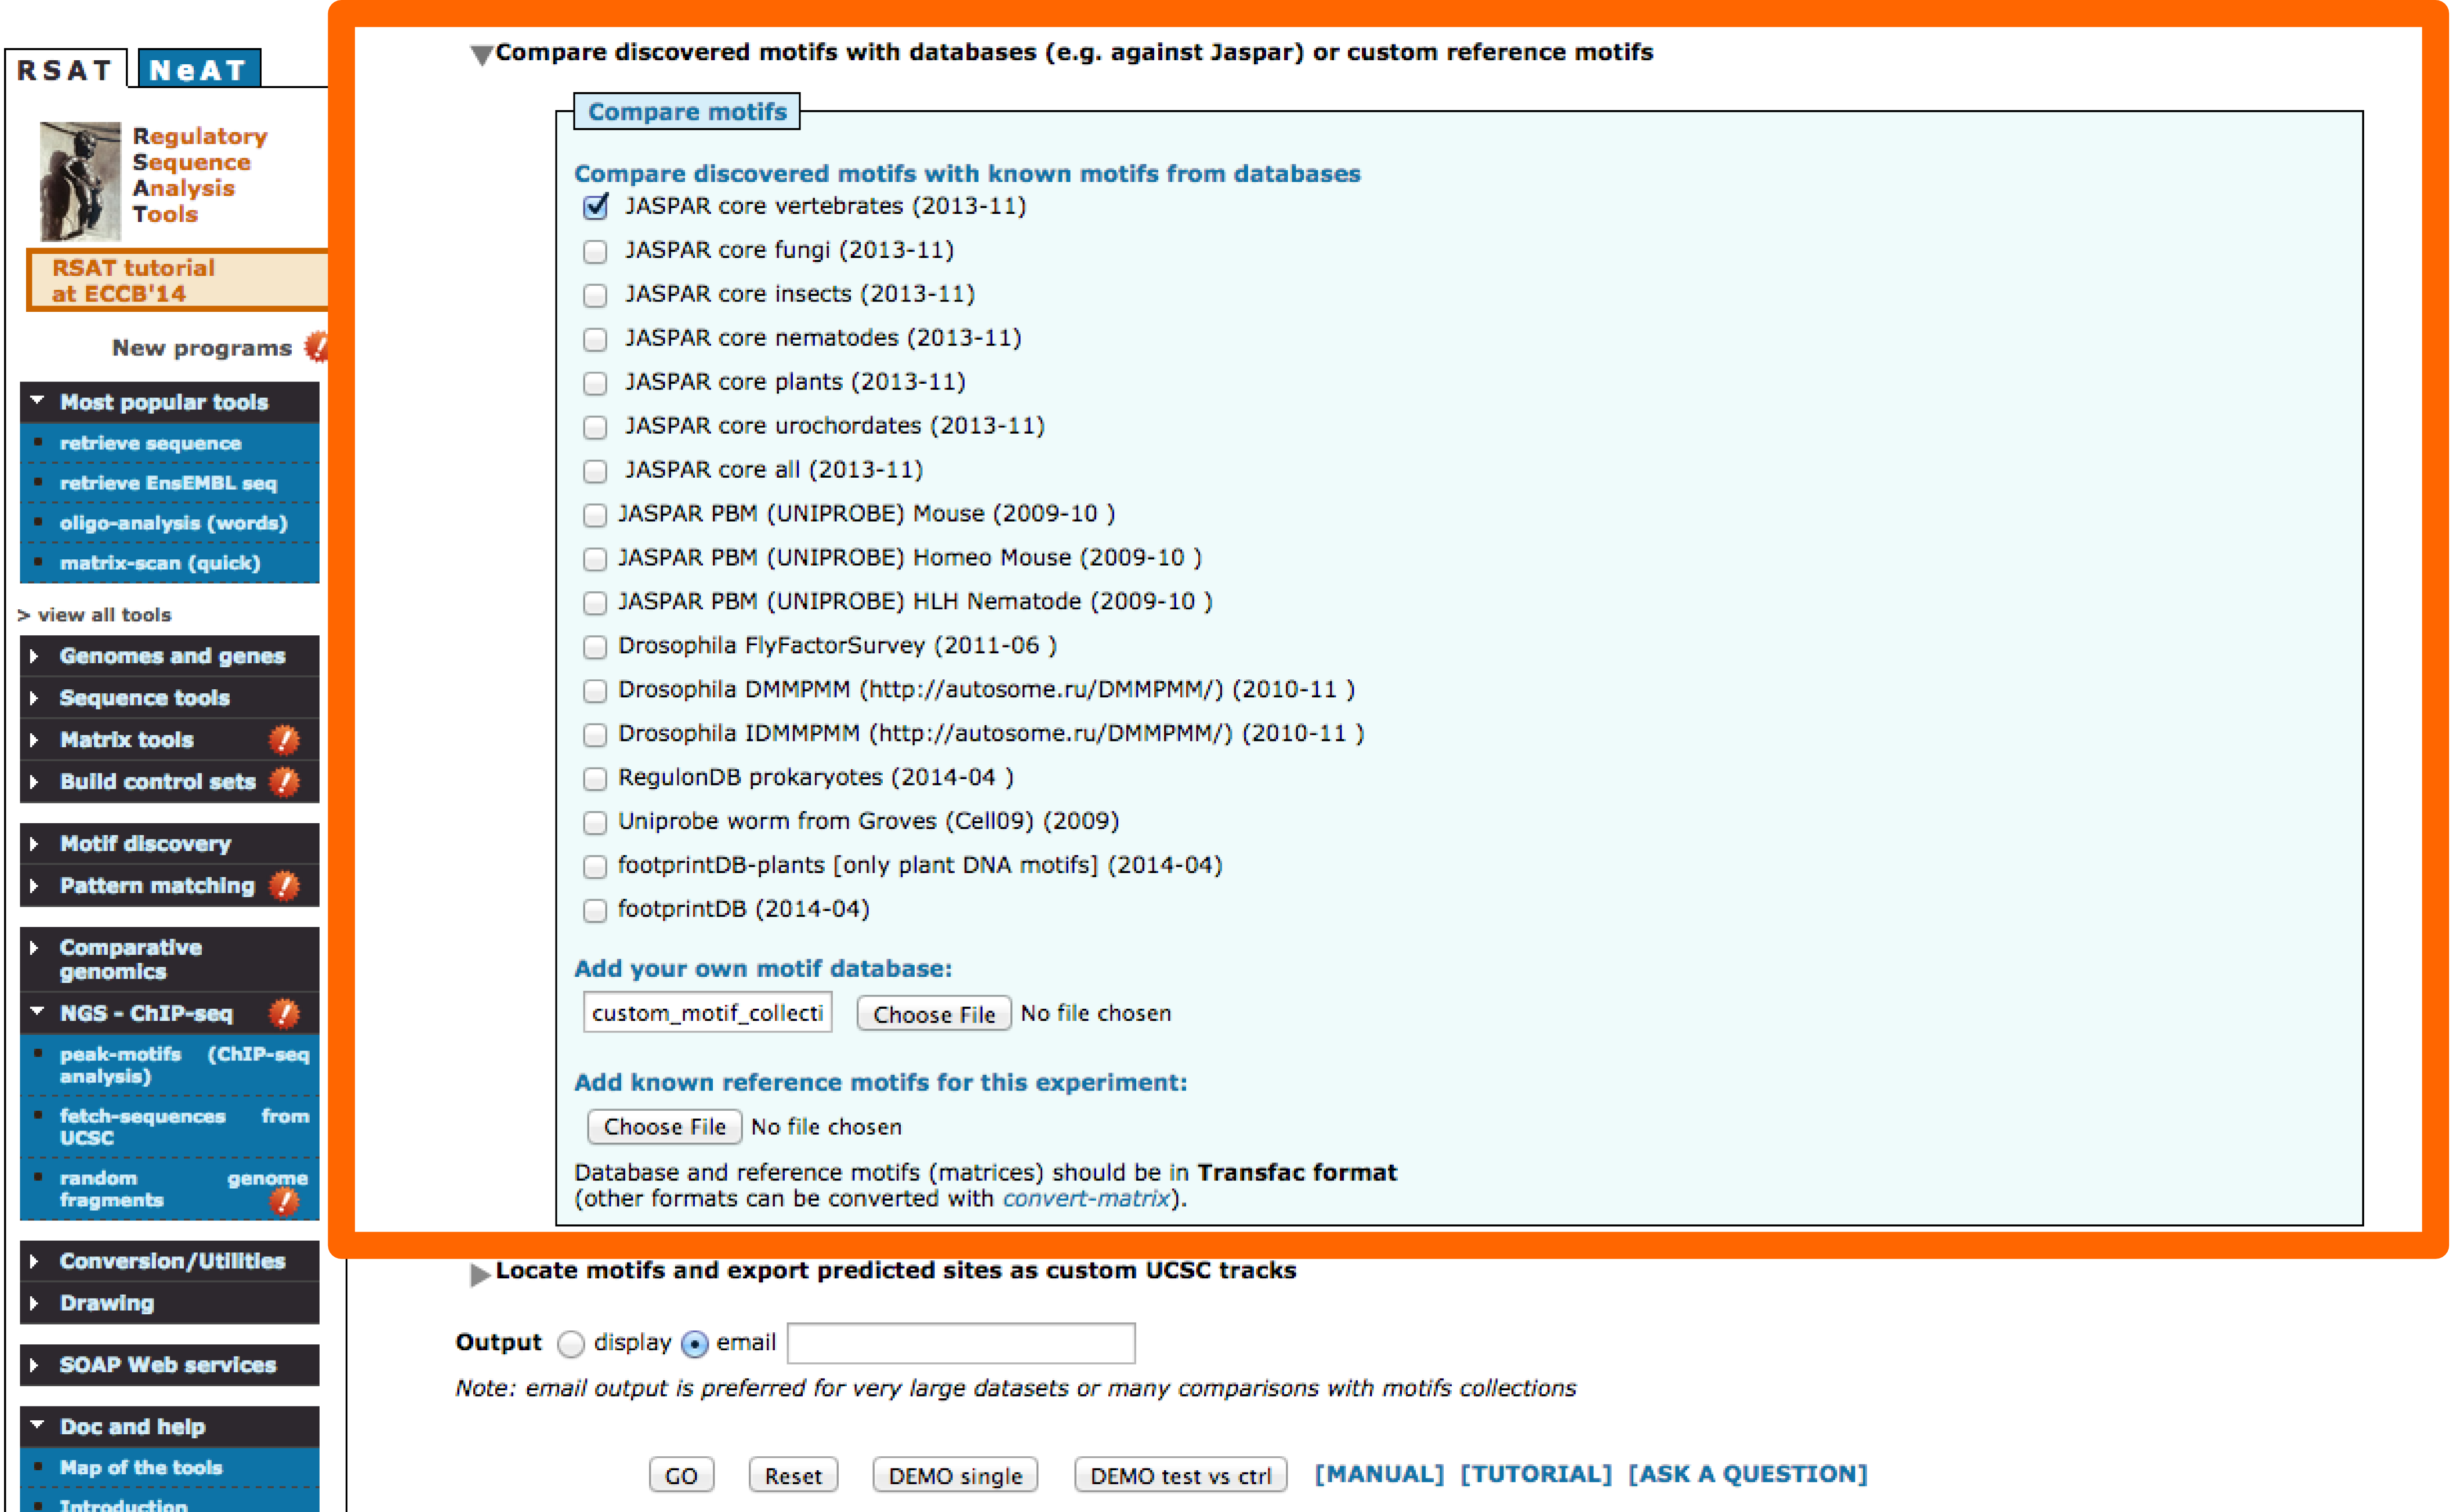 RSAT NeAT
Regulatory
Sequence
Analysis
Tools
RSAT tutorial
at ECCB'14
New programs
Most popular tools
retrieve sequence
retrieve EnsEMBL seq
oligo-analysis (words)
matrix-scan (quick)
> view all tools
Genomes and genes
Sequence tools
Matrix tools
Build control sets
Motif discovery
Pattern matching
Comparative
genomics
NGS - ChIP-seq
peak-motifs (ChIP-seq
analysis)
fetch-sequences from
UCSC
random genome
fragments
Conversion/Utilities
Drawing
SOAP Web services
Doc and help
Map of the tools
Introduction
Compare discovered motifs with databases (e.g. against Jaspar) or custom reference motifs
Compare motifs
Compare discovered motifs with known motifs from databases
JASPAR core vertebrates (2013-11)
JASPAR core fungi (2013-11)
JASPAR core insects (2013-11)
JASPAR core nematodes (2013-11)
JASPAR core plants (2013-11)
JASPAR core urochordates (2013-11)
JASPAR core all (2013-11)
JASPAR PBM (UNIPROBE) Mouse (2009-10 )
JASPAR PBM (UNIPROBE) Homeo Mouse (2009-10 )
JASPAR PBM (UNIPROBE) HLH Nematode (2009-10 )
Drosophila FlyFactorSurvey (2011-06 )
Drosophila DMMPMM (http://autosome.ru/DMMPMM/) (2010-11 )
Drosophila IDMMPMM (http://autosome.ru/DMMPMM/) (2010-11 )
RegulonDB prokaryotes (2014-04 )
Uniprobe worm from Groves (Cell09) (2009)
footprintDB-plants [only plant DNA motifs] (2014-04)
footprintDB (2014-04)
Add your own motif database:
custom_motif_collecti Choose File No file chosen
Add known reference motifs for this experiment:
Choose File No file chosen
Database and reference motifs (matrices) should be in Transfac format
(other formats can be converted with convert-matrix).
Locate motifs and export predicted sites as custom UCSC tracks
Output display email
Note: email output is preferred for very large datasets or many comparisons with motifs collections
GO Reset DEMO single DEMO test vs ctrl [MANUAL] [TUTORIAL] [ASK A QUESTION]